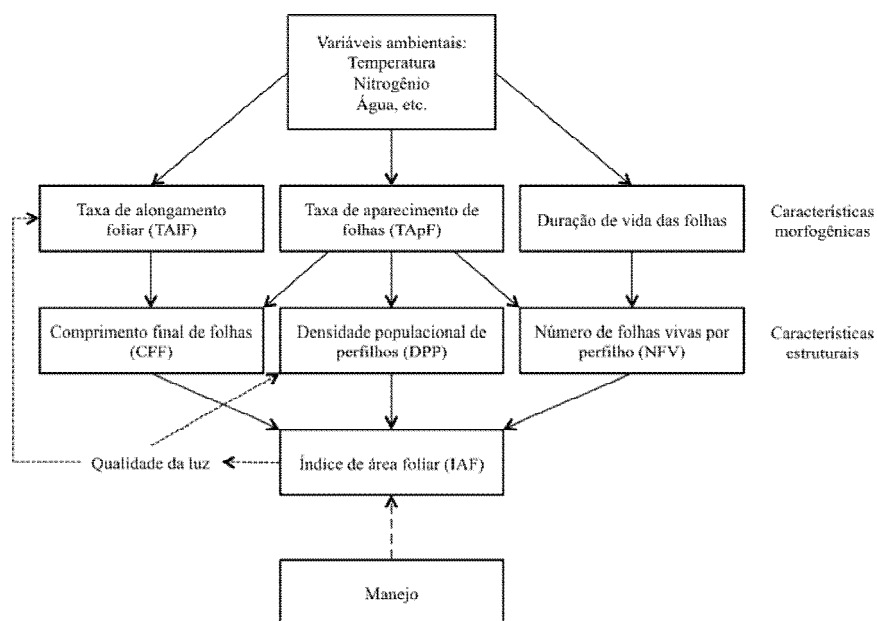 Variáveis ambientais:
Temperatura
Nitrogênio
Água, etc.
Taxa de alongamento
foliar (TAlF)
Taxa de aparecimento de
folhas (TApF)
Duração de vida das folhas
Características
morfogênicas
Comprimento final de folhas
(CFF)
Densidade populacional de
perfilhos (DPP)
Número de folhas vivas por
perfilho (NFV)
Características
estruturais
Qualidade da luz
Índice de área foliar (IAF)
Manejo